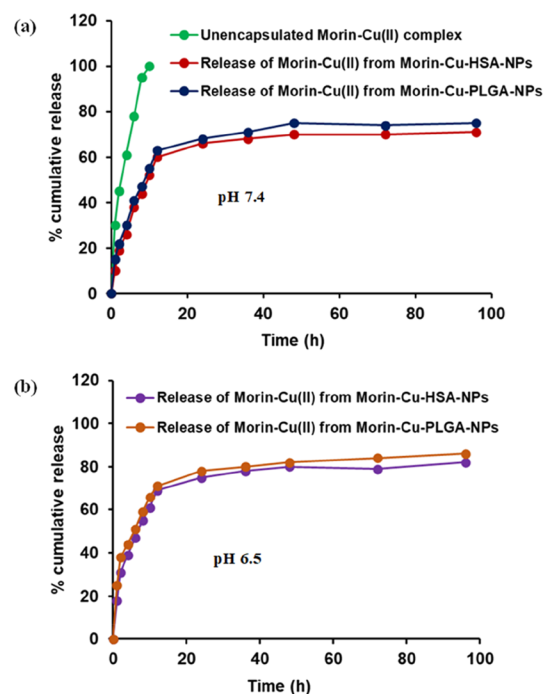 (a)
120
100
80
60
40
20
0
% cumulative release
Unencapsulated Morin-Cu(II) complex
Release of Morin-Cu(II) from Morin-Cu-HSA-NPs
Release of Morin-Cu(II) from Morin-Cu-PLGA-NPs
pH 7.4
0 20 40 60 80 100
Time (h)
(b)
120
100
80
60
40
20
0
% cumulative release
Release of Morin-Cu(II) from Morin-Cu-HSA-NPs
Release of Morin-Cu(II) from Morin-Cu-PLGA-NPs
pH 6.5
0 20 40 60 80 100
Time (h)